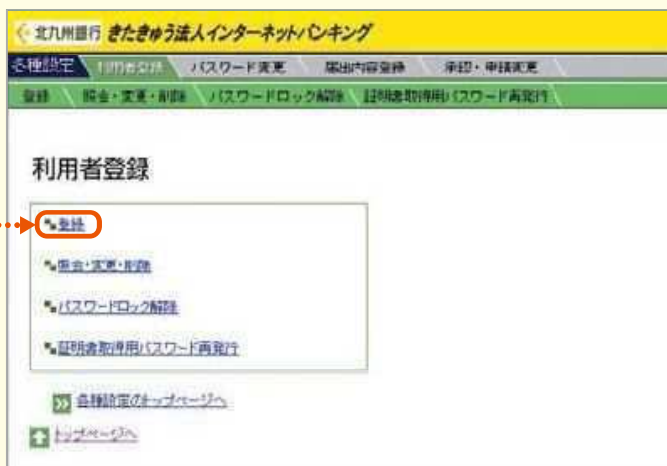 北九州銀行 きたきゅう法人インターネットバンキング
各種設定 利用者登録 パスワード変更 届出内容登録 承認・申請変更
登録 照会・変更・削除 パスワードロック解除 証明書取得用パスワード再発行
利用者登録
登録
照会・変更・削除
パスワードロック解除
証明書取得用パスワード再発行
各種設定のトップページへ
トップページへ